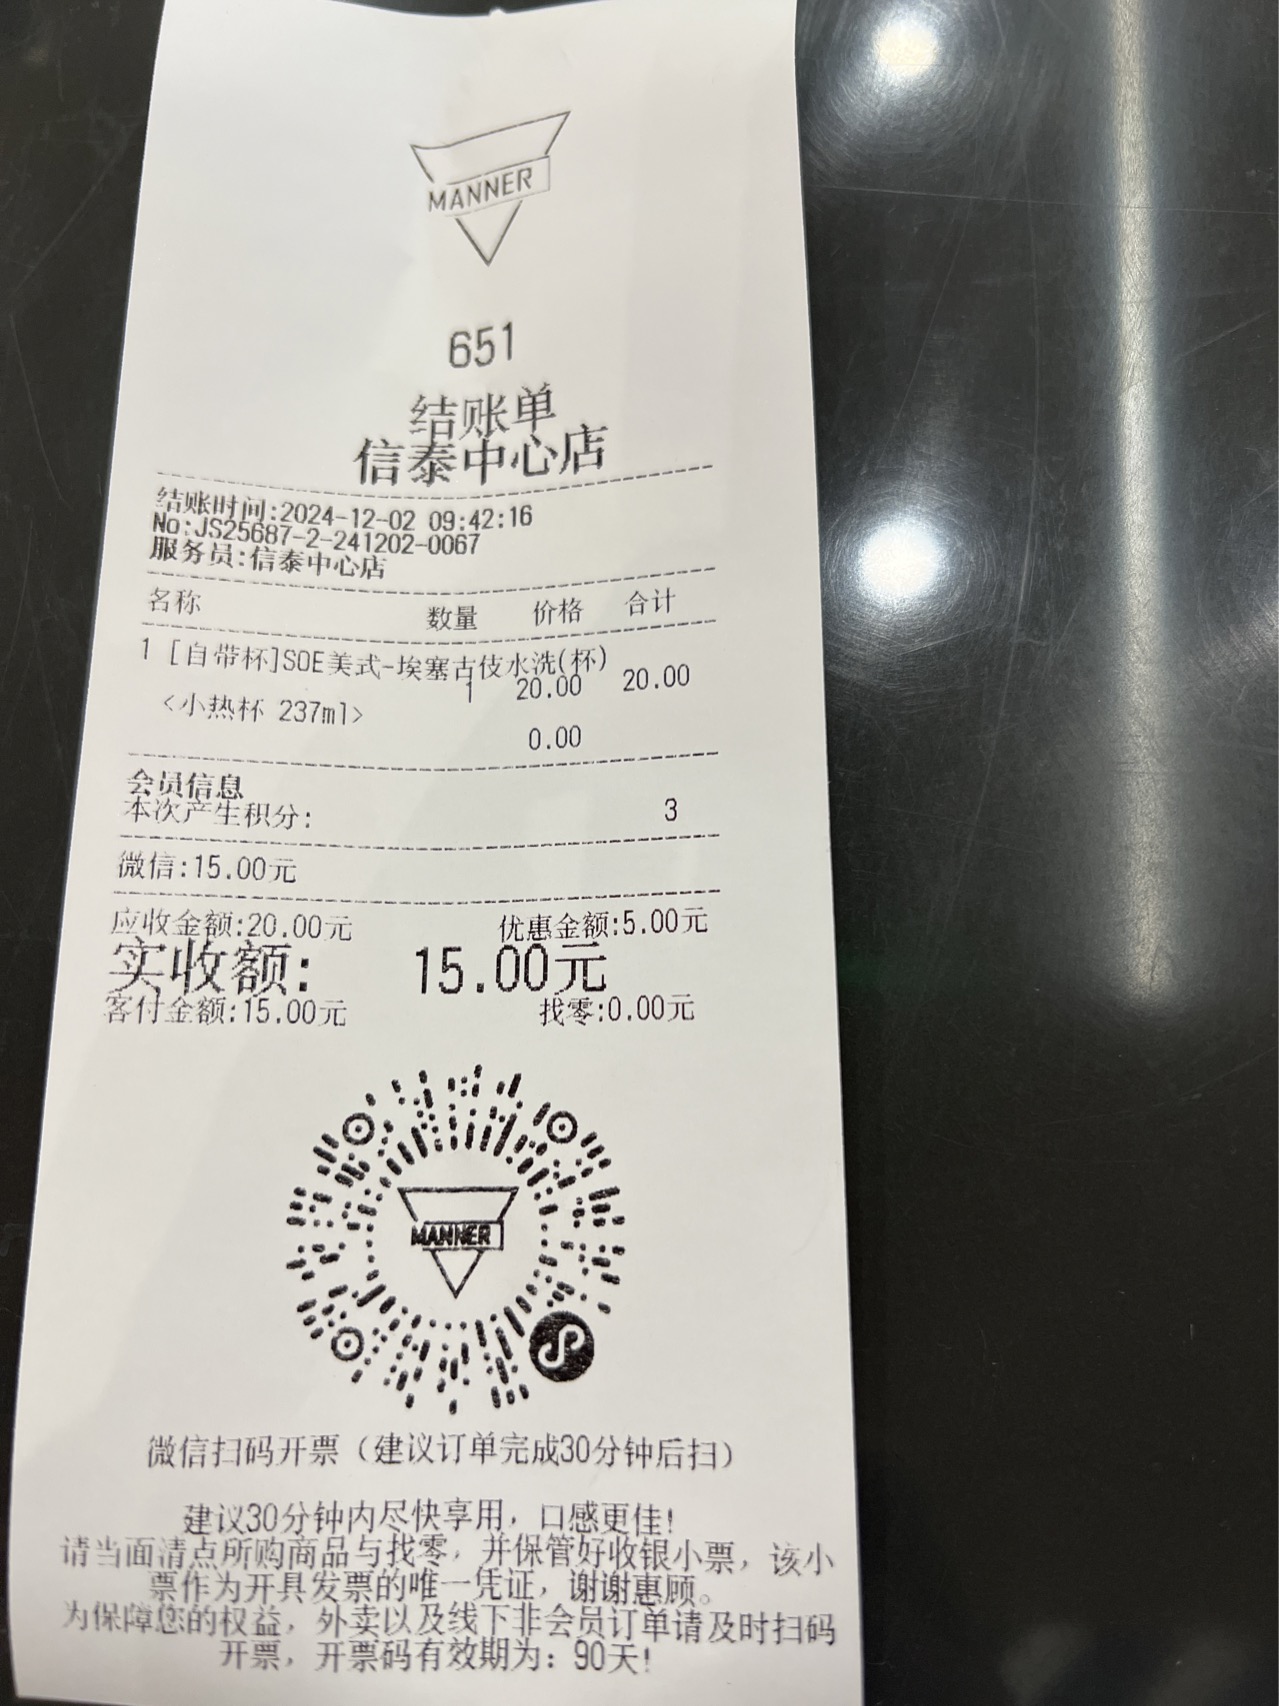 MANNER
651
结账单
信泰中心店
结账时间:2024-12-02 09:42:16
No:JS25687-2-241202-0067
服务员:信泰中心店
名称 数量 价格 合计
1 [自带杯]SOE美式-埃塞古伎水洗(杯)
1 20.00 20.00
<小热杯 237ml>
0.00
会员信息
本次产生积分: 3
微信:15.00元
应收金额:20.00元 优惠金额:5.00元
实收额: 15.00元
客付金额:15.00元 找零:0.00元
MANNER
微信扫码开票（建议订单完成30分钟后扫）
建议30分钟内尽快享用，口感更佳!
请当面清点所购商品与找零，并保管好收银小票，该小
票作为开具发票的唯一凭证，谢谢惠顾。
为保障您的权益，外卖以及线下非会员订单请及时扫码
开票，开票码有效期为：90天!